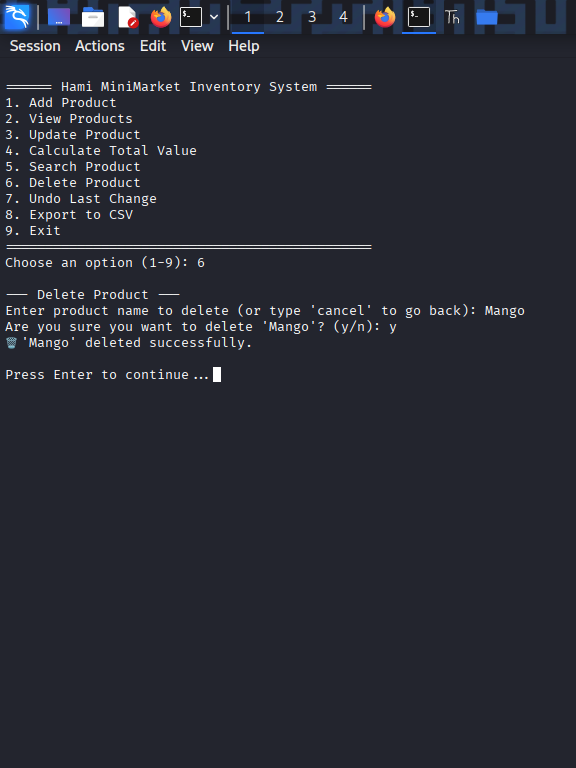 1 2 3 4
Session Actions Edit View Help
====== Hami MiniMarket Inventory System ======
1. Add Product
2. View Products
3. Update Product
4. Calculate Total Value
5. Search Product
6. Delete Product
7. Undo Last Change
8. Export to CSV
9. Exit
==============================================
Choose an option (1-9): 6
--- Delete Product ---
Enter product name to delete (or type 'cancel' to go back): Mango
Are you sure you want to delete 'Mango'? (y/n): y
🗑️ 'Mango' deleted successfully.
Press Enter to continue...